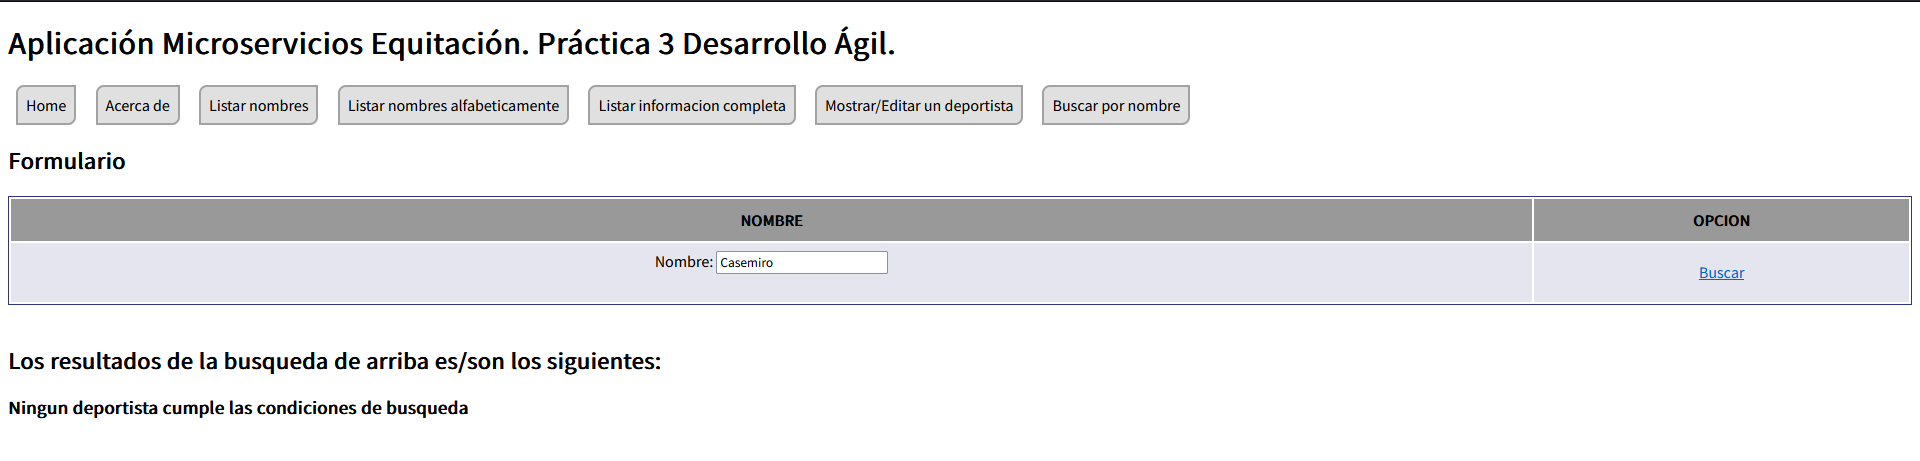 Aplicación Microservicios Equitación. Práctica 3 Desarrollo Ágil.
Home Acerca de Listar nombres Listar nombres alfabeticamente Listar informacion completa Mostrar/Editar un deportista Buscar por nombre
Formulario
NOMBRE OPCION
Nombre: Casemiro Buscar
Los resultados de la busqueda de arriba es/son los siguientes:
Ningun deportista cumple las condiciones de busqueda